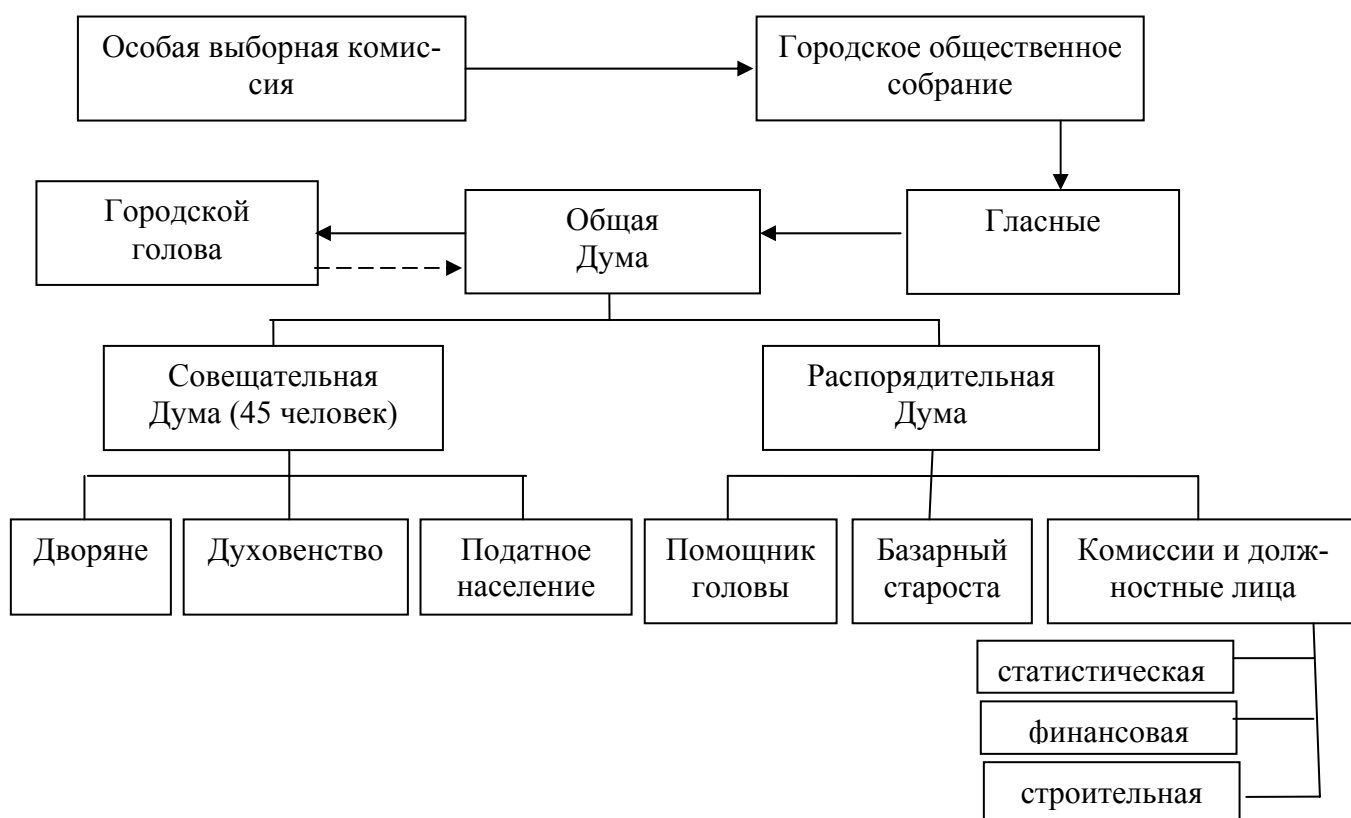 Особая выборная комис-
сия
Городское общественное
собрание
Городской
голова
Общая
Дума
Гласные
Совещательная
Дума (45 человек)
Распорядительная
Дума
Дворяне
Духовенство
Податное
население
Помощник
головы
Базарный
староста
Комиссии и долж-
ностные лица
статистическая
финансовая
строительная